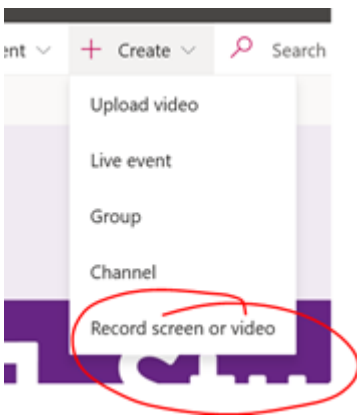 ent + Create Search
Upload video
Live event
Group
Channel
Record screen or video